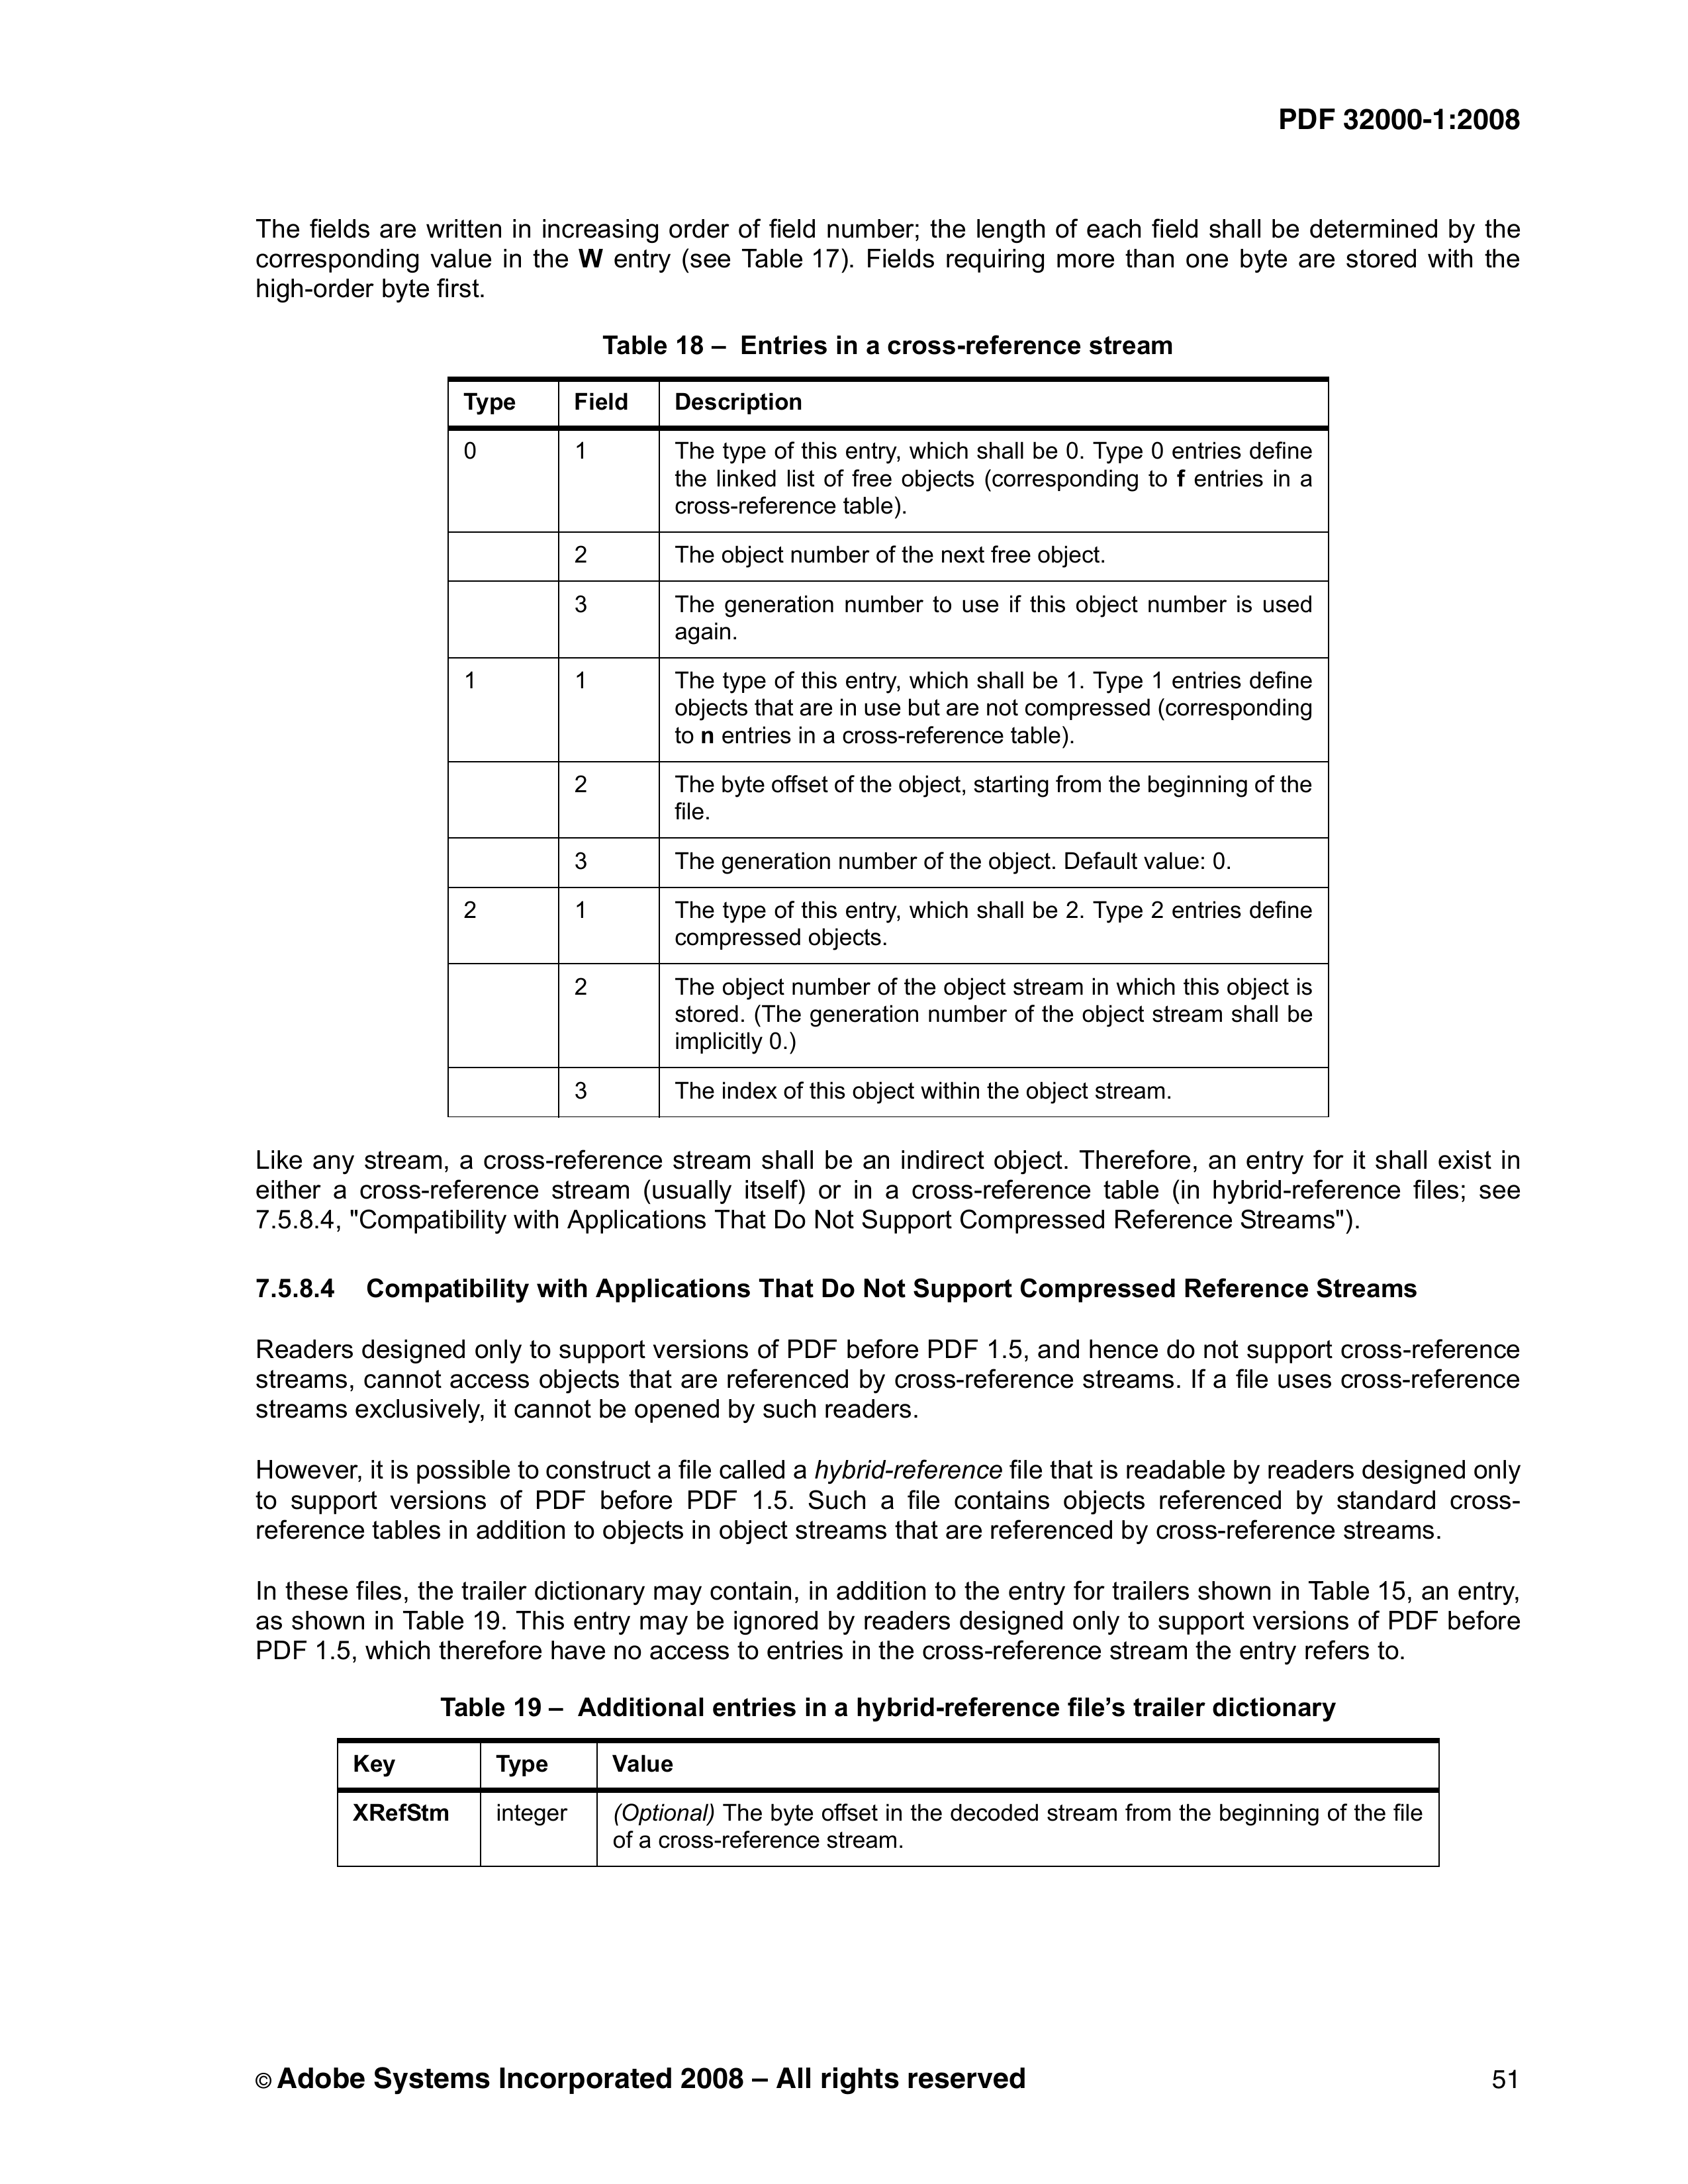 PDF 32000-1:2008
The fields are written in increasing order of field number; the length of each field shall be determined by the
corresponding value in the W entry (see Table 17). Fields requiring more than one byte are stored with the
high-order byte first.
Table 18 – Entries in a cross-reference stream
Type Field Description
0 1 The type of this entry, which shall be 0. Type 0 entries define
the linked list of free objects (corresponding to f entries in a
cross-reference table).
2 The object number of the next free object.
3 The generation number to use if this object number is used
again.
1 1 The type of this entry, which shall be 1. Type 1 entries define
objects that are in use but are not compressed (corresponding
to n entries in a cross-reference table).
2 The byte offset of the object, starting from the beginning of the
file.
3 The generation number of the object. Default value: 0.
2 1 The type of this entry, which shall be 2. Type 2 entries define
compressed objects.
2 The object number of the object stream in which this object is
stored. (The generation number of the object stream shall be
implicitly 0.)
3 The index of this object within the object stream.
Like any stream, a cross-reference stream shall be an indirect object. Therefore, an entry for it shall exist in
either a cross-reference stream (usually itself) or in a cross-reference table (in hybrid-reference files; see
7.5.8.4, "Compatibility with Applications That Do Not Support Compressed Reference Streams").
7.5.8.4 Compatibility with Applications That Do Not Support Compressed Reference Streams
Readers designed only to support versions of PDF before PDF 1.5, and hence do not support cross-reference
streams, cannot access objects that are referenced by cross-reference streams. If a file uses cross-reference
streams exclusively, it cannot be opened by such readers.
However, it is possible to construct a file called a hybrid-reference file that is readable by readers designed only
to support versions of PDF before PDF 1.5. Such a file contains objects referenced by standard cross-
reference tables in addition to objects in object streams that are referenced by cross-reference streams.
In these files, the trailer dictionary may contain, in addition to the entry for trailers shown in Table 15, an entry,
as shown in Table 19. This entry may be ignored by readers designed only to support versions of PDF before
PDF 1.5, which therefore have no access to entries in the cross-reference stream the entry refers to.
Table 19 – Additional entries in a hybrid-reference file’s trailer dictionary
Key Type Value
XRefStm integer (Optional) The byte offset in the decoded stream from the beginning of the file
of a cross-reference stream.
© Adobe Systems Incorporated 2008 – All rights reserved 51